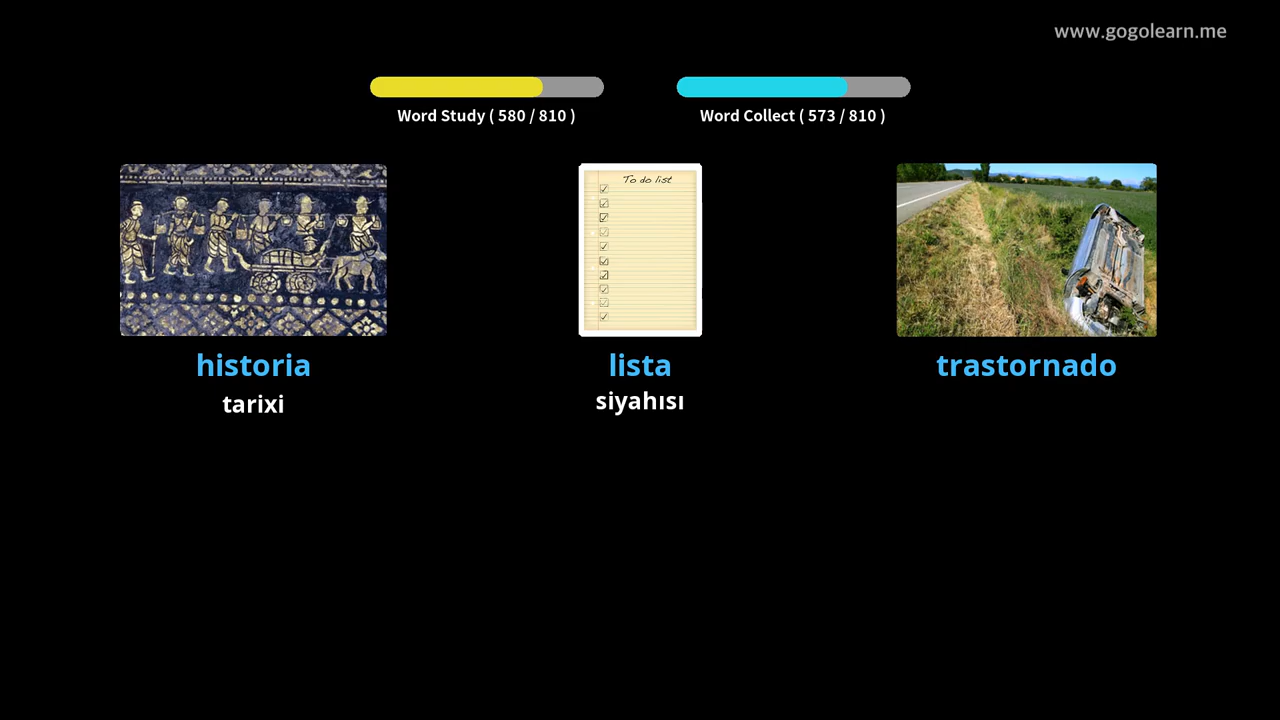 www.gogolearn.me
Word Study ( 580 / 810 )
Word Collect ( 573 / 810 )
To do list
historia
lista
trastornado
tarixi
siyahısı